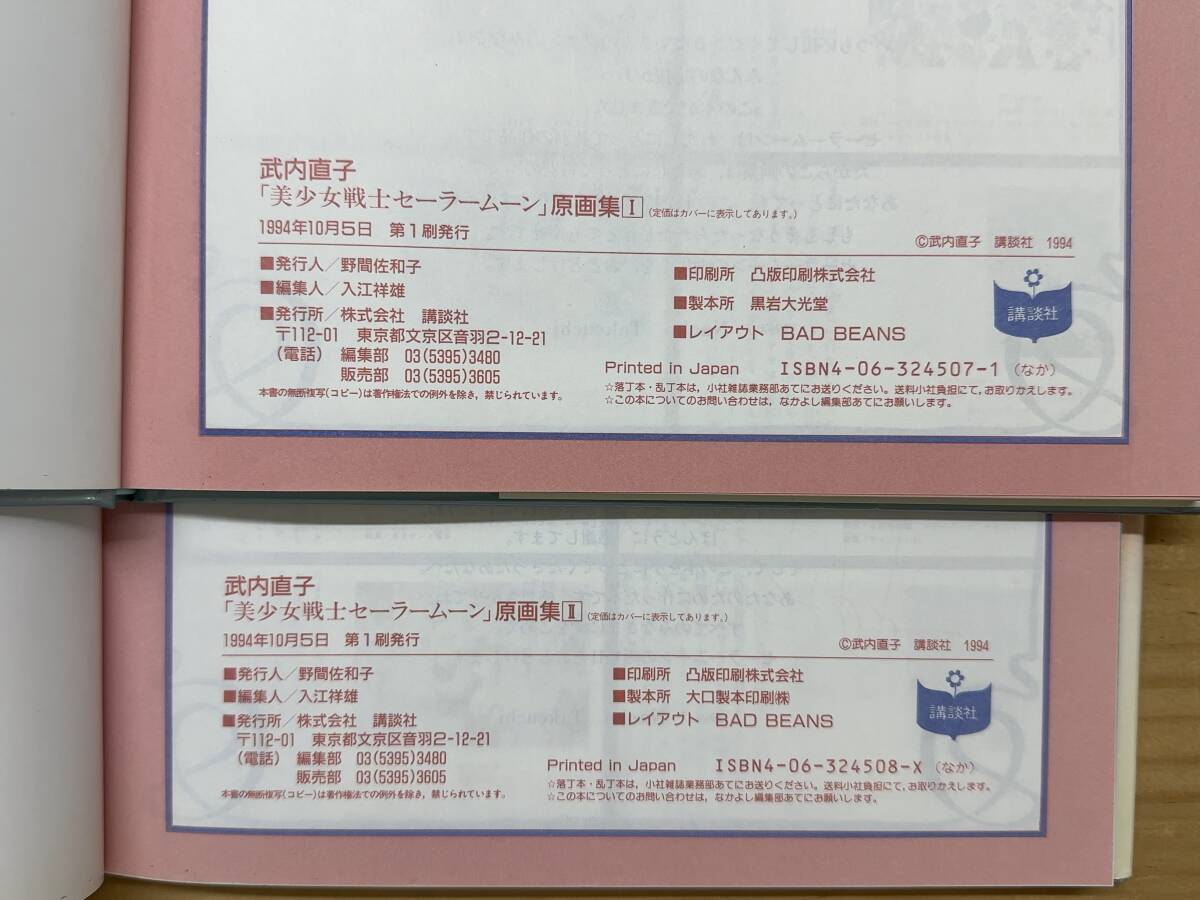 武内直子
「美少女戦士セーラームーン」原画集Ⅰ(定価はカバーに表示してあります。)
1994年10月5日 第1刷発行
©武内直子 講談社 1994
■発行人/野間佐和子
■編集人/入江祥雄
■発行所/株式会社 講談社
〒112-01 東京都文京区音羽2-12-21
(電話) 編集部 03(5395)3480
販売部 03(5395)3605
本書の無断複写(コピー)は著作権法での例外を除き,禁じられています。
■印刷所 凸版印刷株式会社
■製本所 黒岩大光堂
■レイアウト BAD BEANS
講談社
Printed in Japan ISBN4-06-324507-1 (なか)
☆落丁本・乱丁本は,小社雑誌業務部あてにお送りください。送料小社負担にて,お取りかえします。
☆この本についてのお問い合わせは,なかよし編集部あてにお願いします。
武内直子
「美少女戦士セーラームーン」原画集Ⅱ(定価はカバーに表示してあります。)
1994年10月5日 第1刷発行
©武内直子 講談社 1994
■発行人/野間佐和子
■編集人/入江祥雄
■発行所/株式会社 講談社
〒112-01 東京都文京区音羽2-12-21
(電話) 編集部 03(5395)3480
販売部 03(5395)3605
本書の無断複写(コピー)は著作権法での例外を除き,禁じられています。
■印刷所 凸版印刷株式会社
■製本所 大口製本印刷㈱
■レイアウト BAD BEANS
講談社
Printed in Japan ISBN4-06-324508-X (なか)
☆落丁本・乱丁本は,小社雑誌業務部あてにお送りください。送料小社負担にて,お取りかえします。
☆この本についてのお問い合わせは,なかよし編集部あてにお願いします。